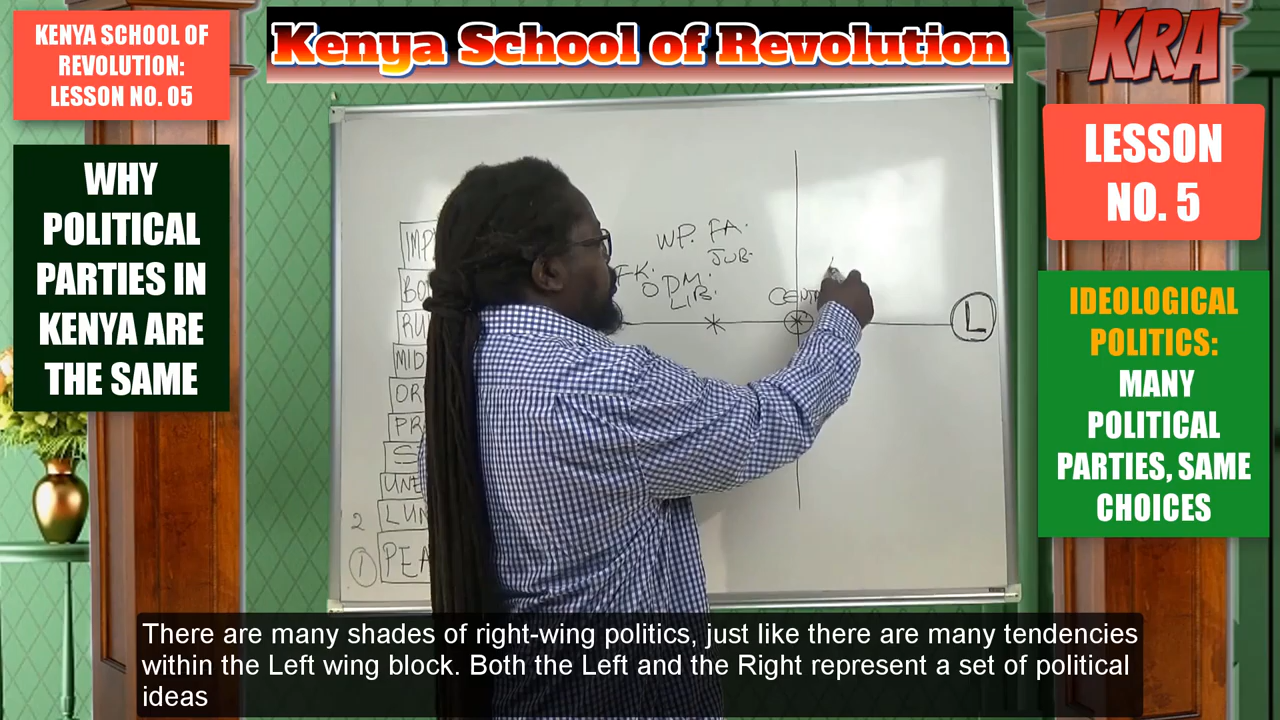 KENYA SCHOOL OF
REVOLUTION:
LESSON NO. 05
Kenya School of Revolution
KRA
WHY
POLITICAL
PARTIES IN
KENYA ARE
THE SAME
LESSON
NO. 5
IDEOLOGICAL
POLITICS:
MANY
POLITICAL
PARTIES, SAME
CHOICES
WP. FA.
JUB.
ODM.
LIB.
L
2
1
There are many shades of right-wing politics, just like there are many tendencies
within the Left wing block. Both the Left and the Right represent a set of political
ideas